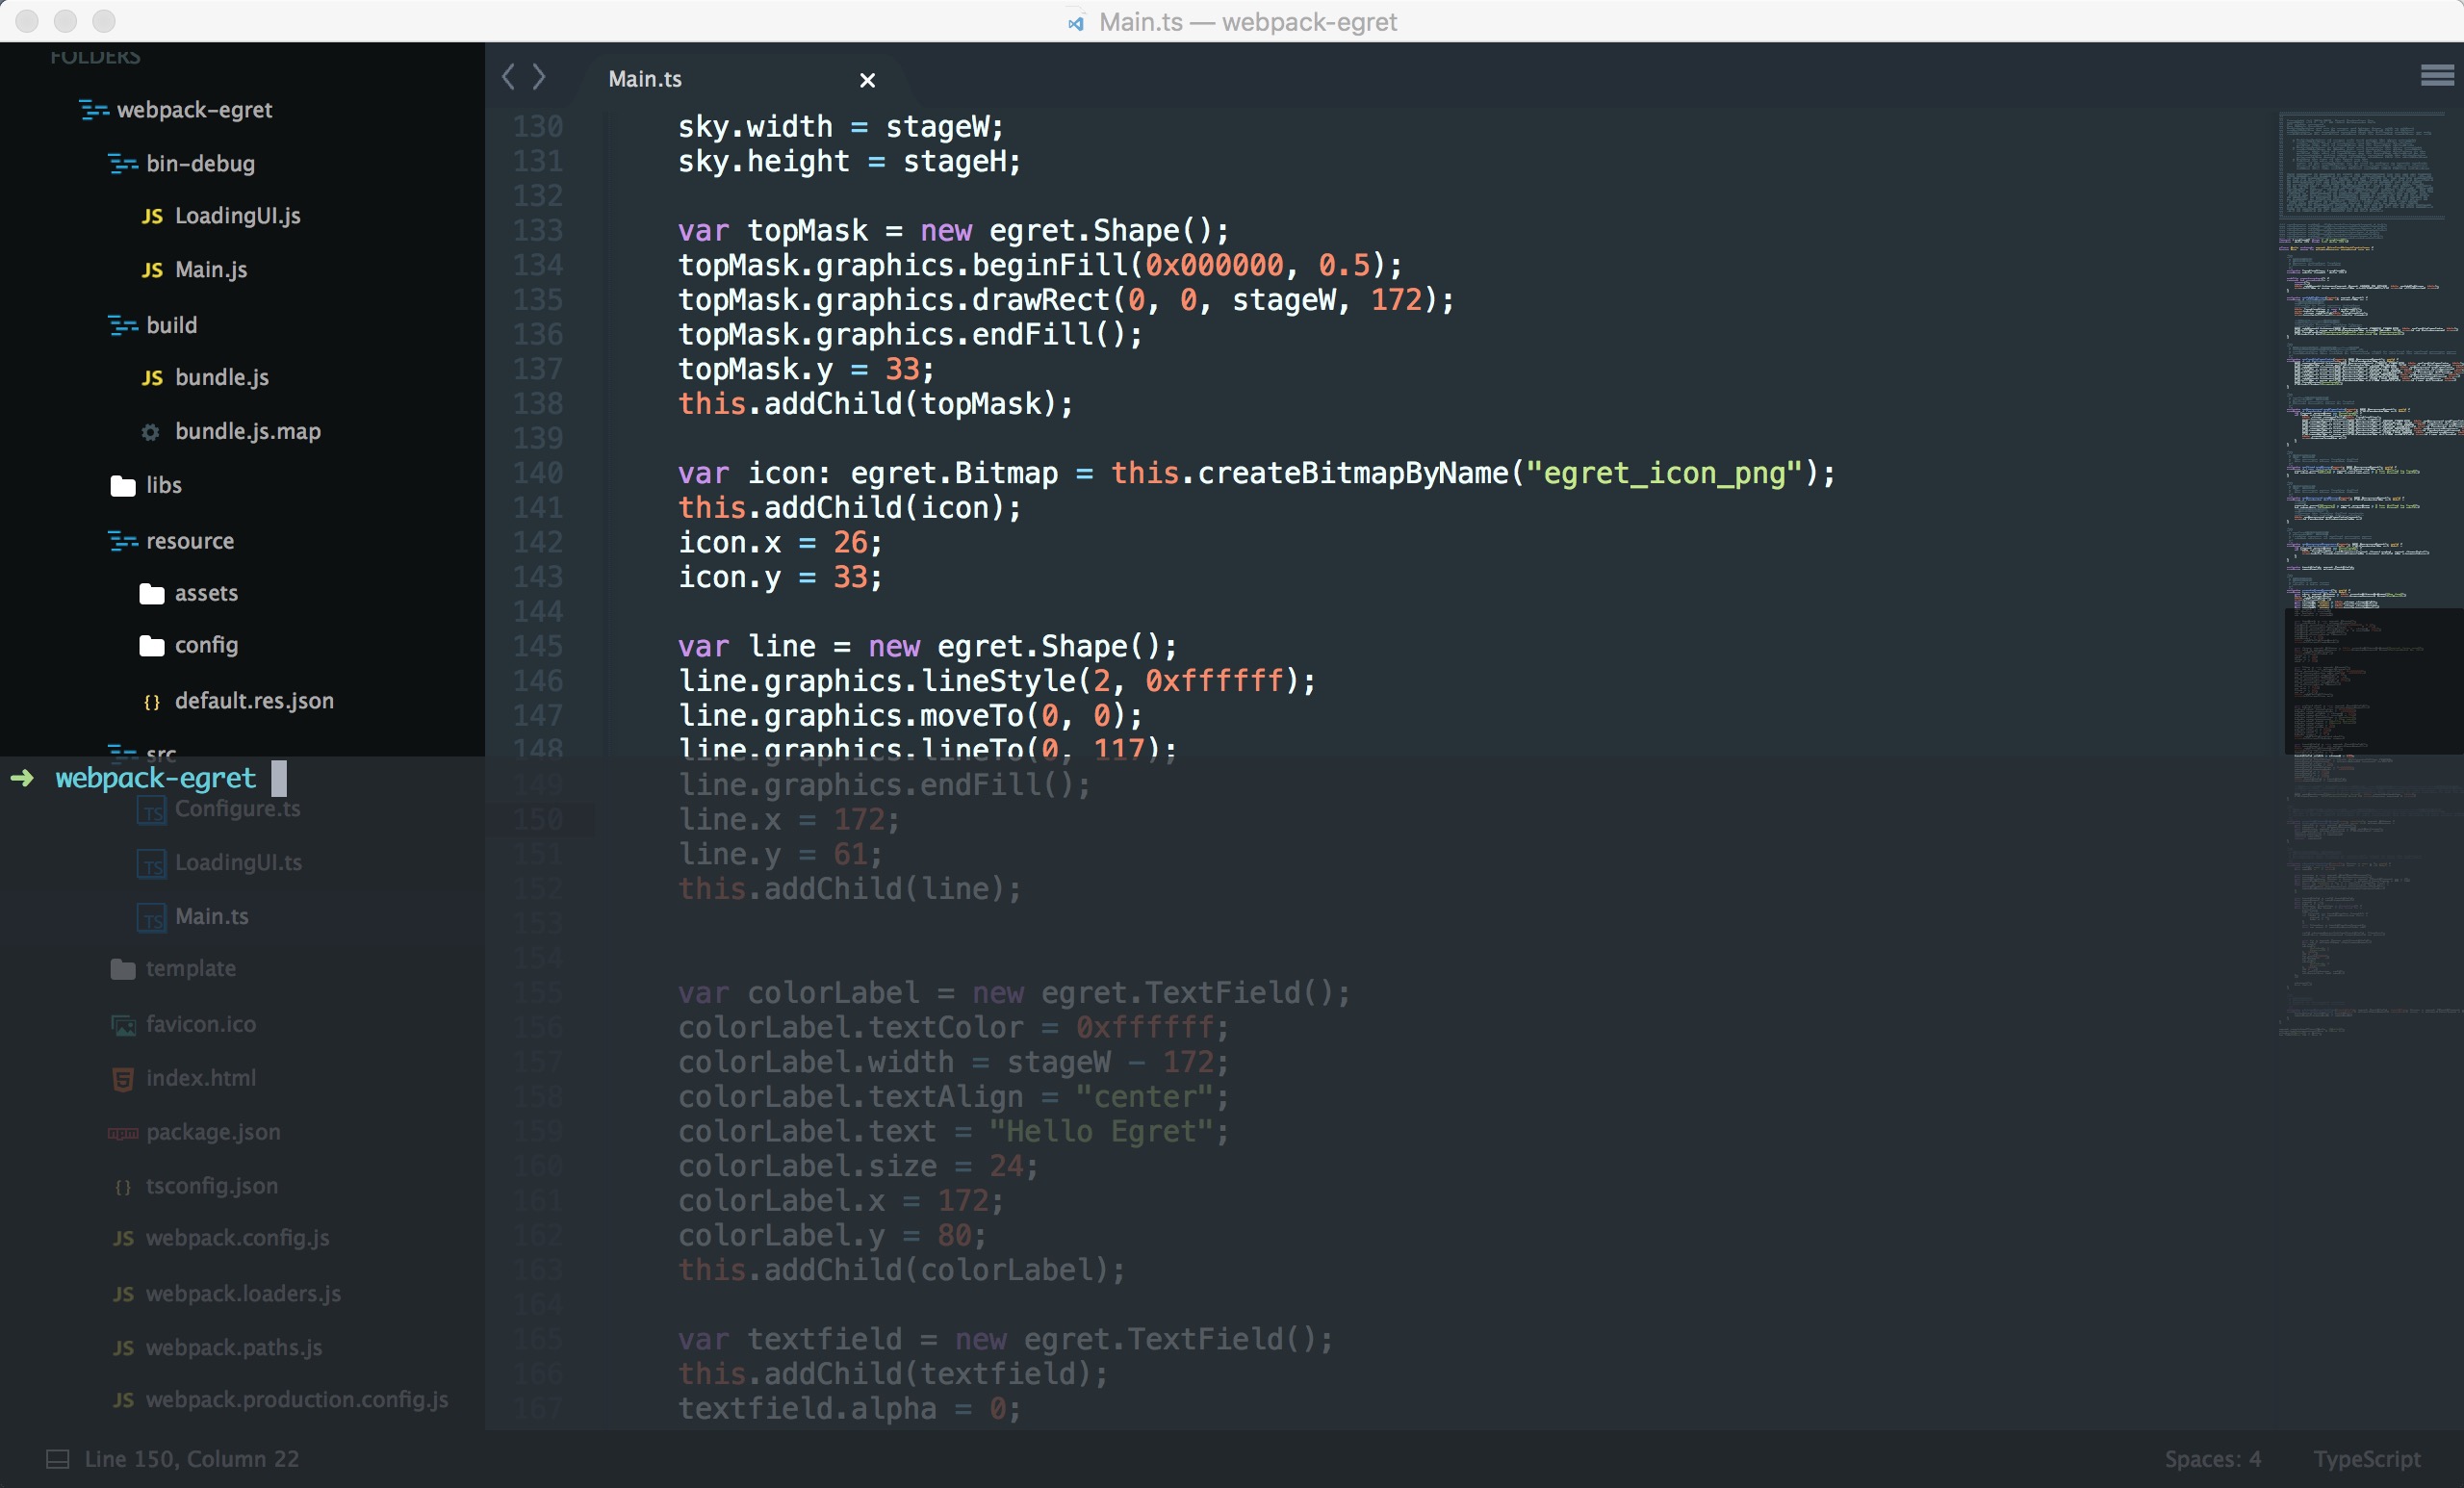 Main.ts — webpack-egret
FOLDERS
webpack-egret
bin-debug
JS LoadingUI.js
JS Main.js
build
JS bundle.js
bundle.js.map
libs
resource
assets
config
{} default.res.json
src
➜ webpack-egret
TS Configure.ts
TS LoadingUI.ts
TS Main.ts
template
favicon.ico
5 index.html
npm package.json
{} tsconfig.json
JS webpack.config.js
JS webpack.loaders.js
JS webpack.paths.js
JS webpack.production.config.js
Main.ts
130 sky.width = stageW;
131 sky.height = stageH;
132
133 var topMask = new egret.Shape();
134 topMask.graphics.beginFill(0x000000, 0.5);
135 topMask.graphics.drawRect(0, 0, stageW, 172);
136 topMask.graphics.endFill();
137 topMask.y = 33;
138 this.addChild(topMask);
139
140 var icon: egret.Bitmap = this.createBitmapByName("egret_icon_png");
141 this.addChild(icon);
142 icon.x = 26;
143 icon.y = 33;
144
145 var line = new egret.Shape();
146 line.graphics.lineStyle(2, 0xffffff);
147 line.graphics.moveTo(0, 0);
148 line.graphics.lineTo(0, 117);
149 line.graphics.endFill();
150 line.x = 172;
151 line.y = 61;
152 this.addChild(line);
153
154
155 var colorLabel = new egret.TextField();
156 colorLabel.textColor = 0xffffff;
157 colorLabel.width = stageW - 172;
158 colorLabel.textAlign = "center";
159 colorLabel.text = "Hello Egret";
160 colorLabel.size = 24;
161 colorLabel.x = 172;
162 colorLabel.y = 80;
163 this.addChild(colorLabel);
164
165 var textfield = new egret.TextField();
166 this.addChild(textfield);
167 textfield.alpha = 0;
Line 150, Column 22
Spaces: 4
TypeScript